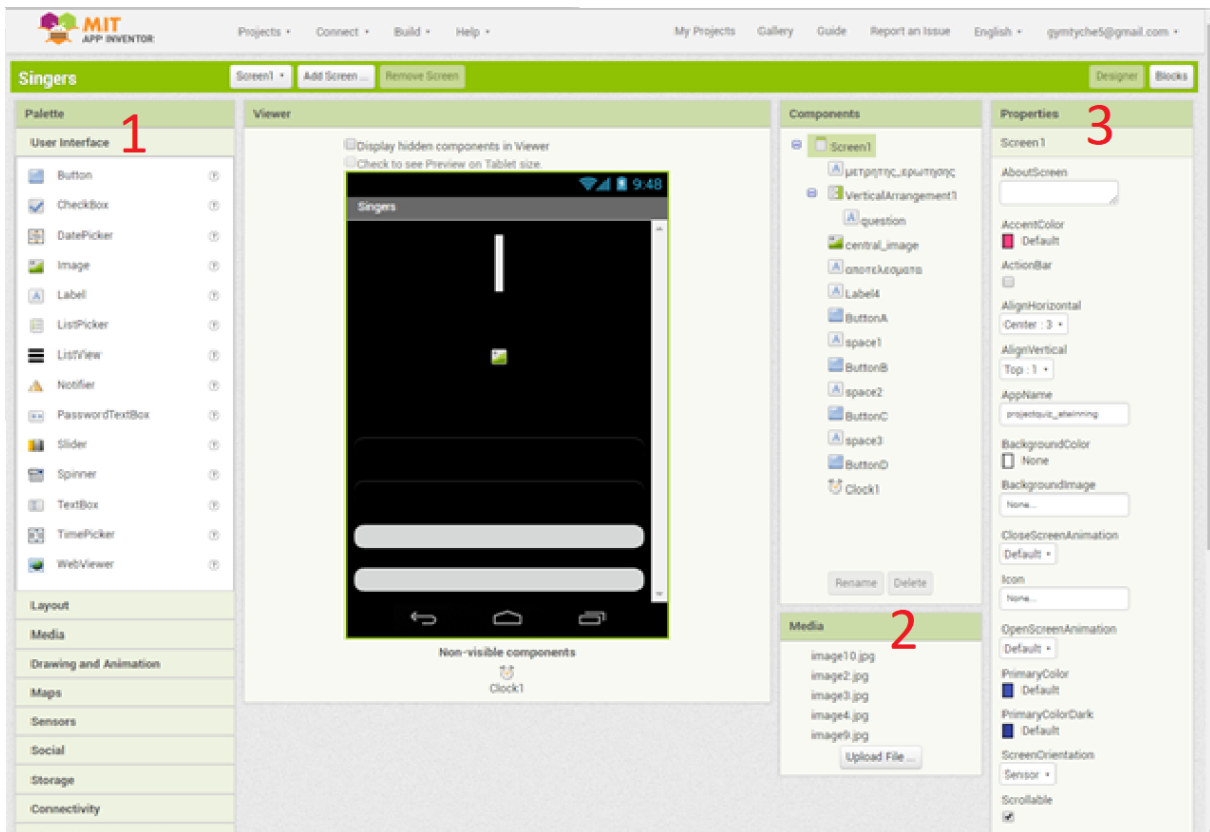 MIT
APP INVENTOR
Projects
Connect
Build
Help
My Projects
Gallery
Guide
Report an Issue
English
gymtyche5@gmail.com
Singers
Screen1
Add Screen ...
Remove Screen
Designer
Blocks
Palette
1
User Interface
Button
CheckBox
DatePicker
Image
Label
ListPicker
ListView
Notifier
PasswordTextBox
Slider
Spinner
TextBox
TimePicker
WebViewer
Layout
Media
Drawing and Animation
Maps
Sensors
Social
Storage
Connectivity
Viewer
Display hidden components in Viewer
Check to see Preview on Tablet size.
9:48
Singers
Non-visible components
Clock1
Components
Screen1
μετρητης_ερωτησης
VerticalArrangement1
question
central_image
αποτελεσματα
Label4
ButtonA
space1
ButtonB
space2
ButtonC
space3
ButtonD
Clock1
Rename
Delete
Media
2
image10.jpg
image2.jpg
image3.jpg
image4.jpg
image9.jpg
Upload File ...
Properties
3
Screen1
AboutScreen
AccentColor
Default
ActionBar
AlignHorizontal
Center : 3
AlignVertical
Top : 1
AppName
projectquiz_etwinning
BackgroundColor
None
BackgroundImage
None...
CloseScreenAnimation
Default
Icon
None...
OpenScreenAnimation
Default
PrimaryColor
Default
PrimaryColorDark
Default
ScreenOrientation
Sensor
Scrollable